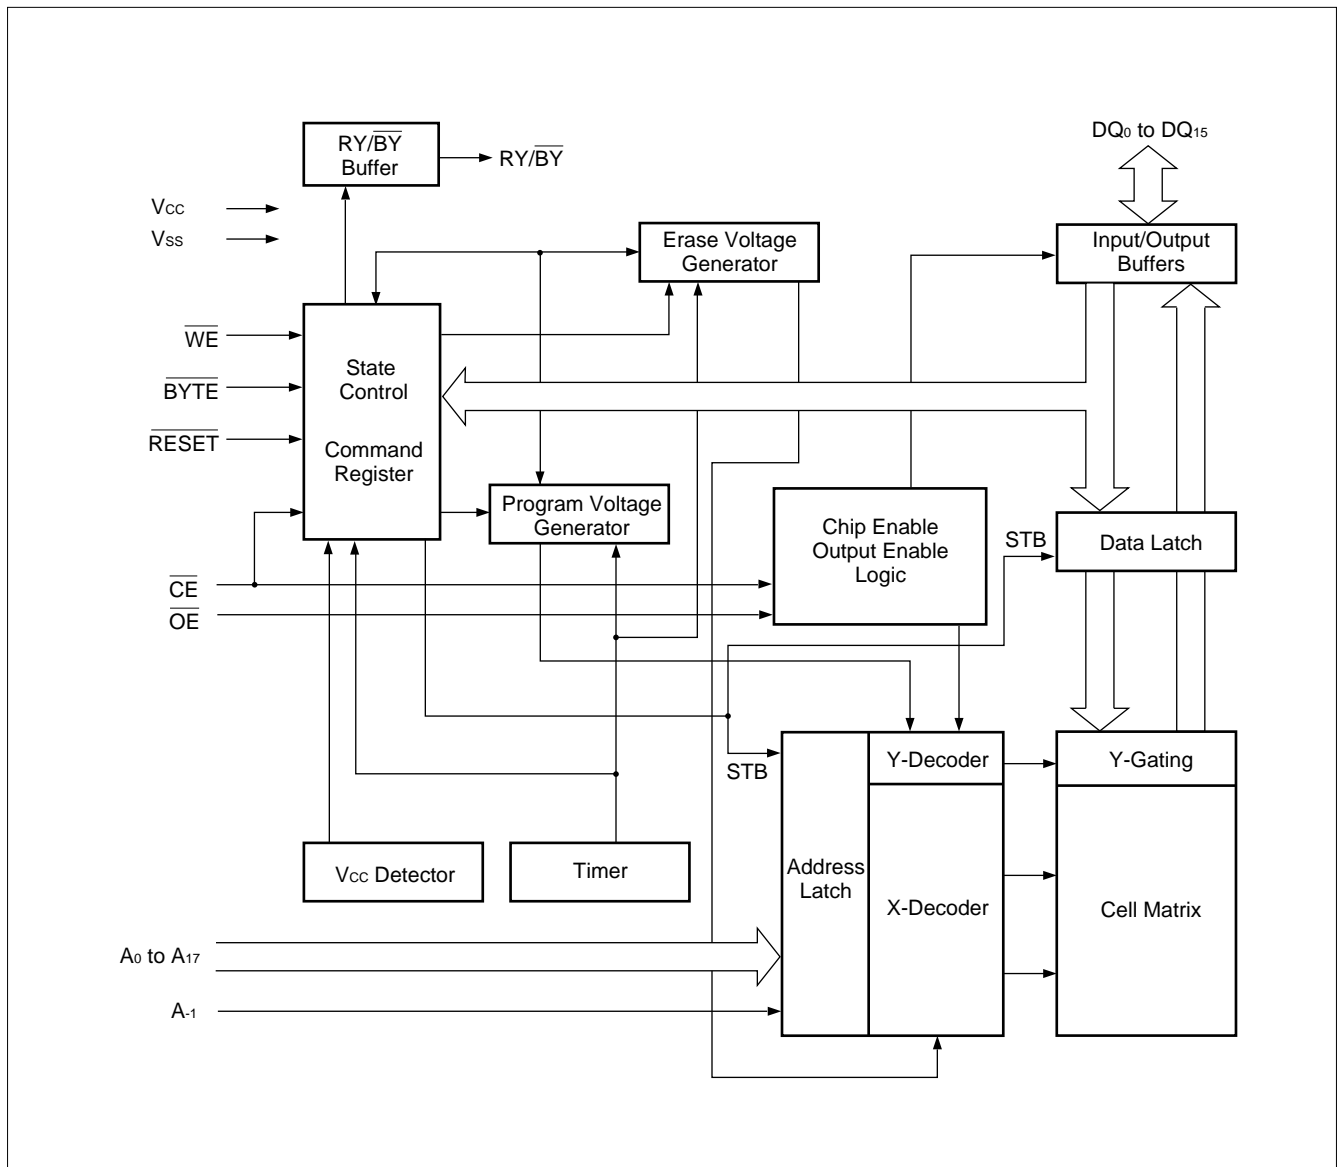 RY/BY
Buffer
RY/BY
DQ0 to DQ15
VCC
VSS
Erase Voltage
Generator
Input/Output
Buffers
WE
BYTE
RESET
State
Control
Command
Register
Program Voltage
Generator
Chip Enable
Output Enable
Logic
STB
Data Latch
CE
OE
STB
Y-Decoder
Y-Gating
VCC Detector
Timer
Address
Latch
X-Decoder
Cell Matrix
A0 to A17
A-1